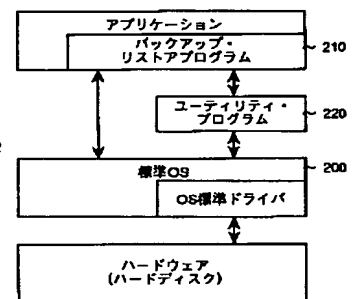 アプリケーション
バックアップ・
リストアプログラム
210
ユーティリティ・
プログラム
220
標準OS
200
OS標準ドライバ
ハードウェア
(ハードディスク)